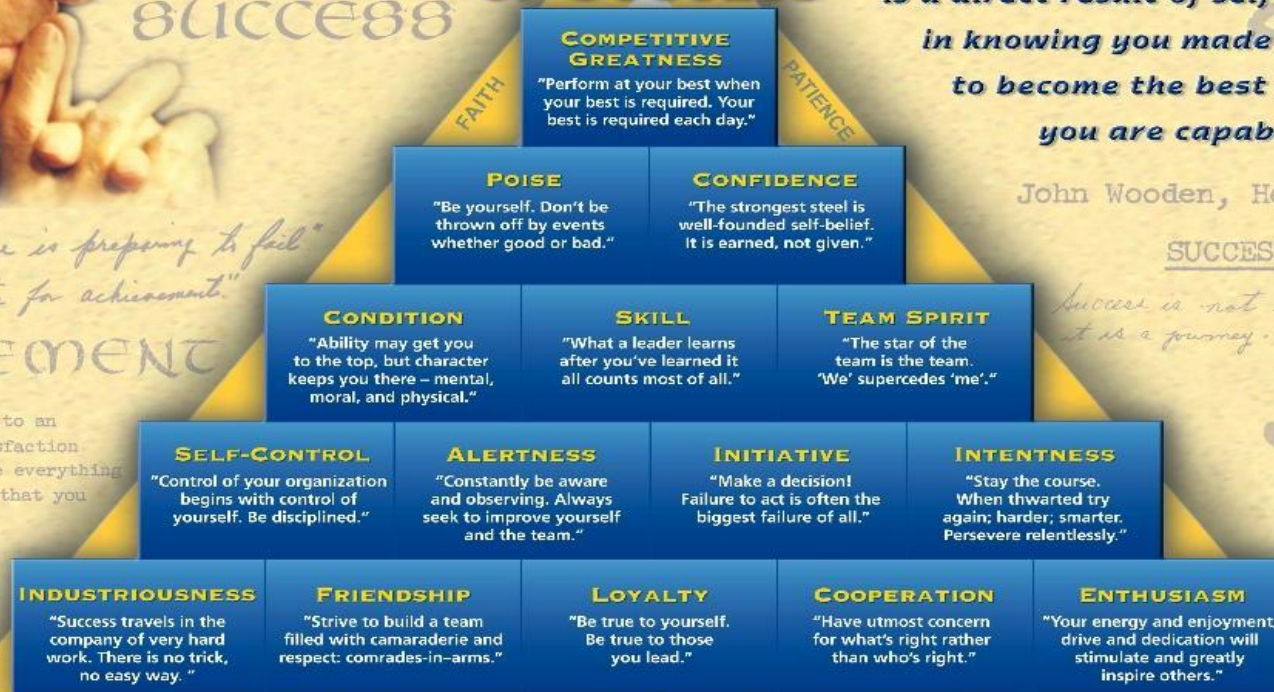 success
is a direct result of self
in knowing you made
to become the best
you are capab
COMPETITIVE
GREATNESS
"Perform at your best when
your best is required. Your
best is required each day."
FAITH
PATIENCE
John Wooden, He
POISE
"Be yourself. Don't be
thrown off by events
whether good or bad."
CONFIDENCE
"The strongest steel is
well-founded self-belief.
It is earned, not given."
e is preparing to fail"
for achievement."
SUCCES
Success is not
it is a journey.
EMENT
CONDITION
"Ability may get you
to the top, but character
keeps you there – mental,
moral, and physical."
SKILL
"What a leader learns
after you've learned it
all counts most of all."
TEAM SPIRIT
"The star of the
team is the team.
'We' supercedes 'me'."
to an
sfaction
e everything
that you
SELF-CONTROL
"Control of your organization
begins with control of
yourself. Be disciplined."
ALERTNESS
"Constantly be aware
and observing. Always
seek to improve yourself
and the team."
INITIATIVE
"Make a decision!
Failure to act is often the
biggest failure of all."
INTENTNESS
"Stay the course.
When thwarted try
again; harder; smarter.
Persevere relentlessly."
INDUSTRIOUSNESS
"Success travels in the
company of very hard
work. There is no trick,
no easy way. "
FRIENDSHIP
"Strive to build a team
filled with camaraderie and
respect: comrades-in-arms."
LOYALTY
"Be true to yourself.
Be true to those
you lead."
COOPERATION
"Have utmost concern
for what's right rather
than who's right."
ENTHUSIASM
"Your energy and enjoyment,
drive and dedication will
stimulate and greatly
inspire others."